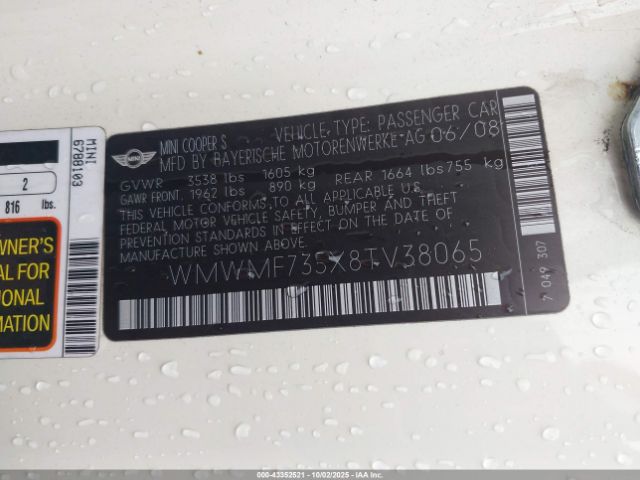 MINI
67080103
2
816 lbs.
OWNER'S
AL FOR
IONAL
MATION
MINI
MINI COOPER S VEHICLE TYPE: PASSENGER CAR
MFD BY BAYERISCHE MOTORENWERKE AG 06/08
GVWR 3538 lbs 1605 kg
GAWR FRONT, 1962 lbs 890 kg REAR 1664 lbs 755 kg
THIS VEHICLE CONFORMS TO ALL APPLICABLE U.S.
FEDERAL MOTOR VEHICLE SAFETY, BUMPER AND THEFT
PREVENTION STANDARDS IN EFFECT ON THE DATE OF
MANUFACTURE SHOWN ABOVE.
WMWMF735X8TV38065
7 049 307
© 000-43352521 - 10/02/2025 - IAA Inc.